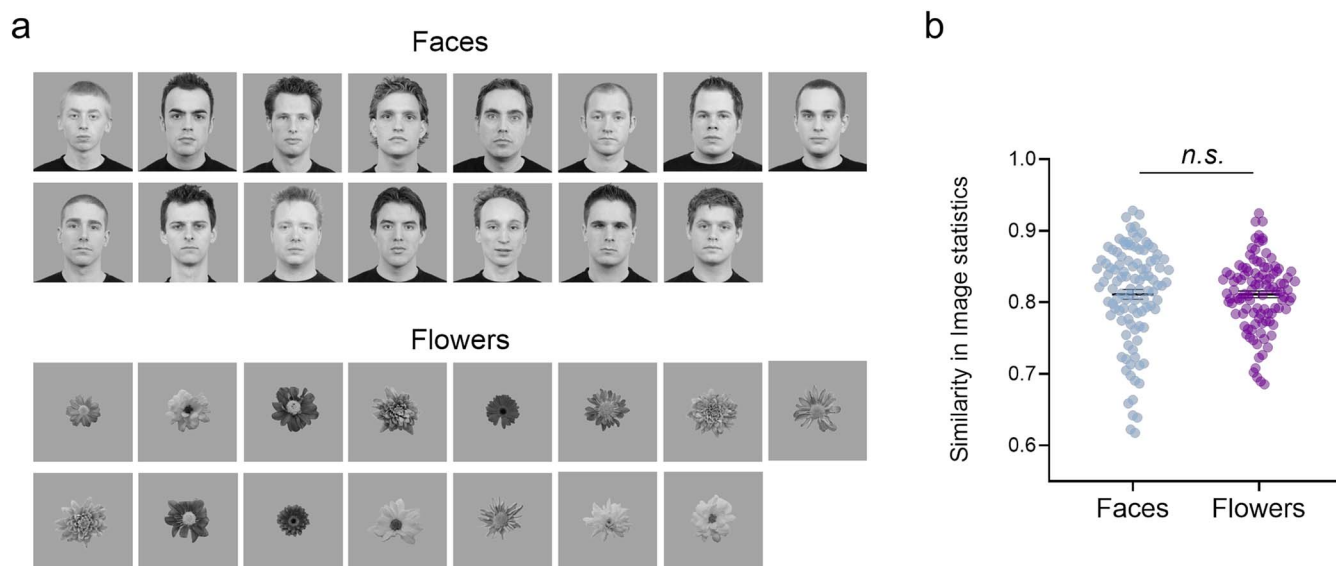 a
Faces
Flowers
b
n.s.
Similarity in Image statistics
1.0
0.9
0.8
0.7
0.6
Faces Flowers